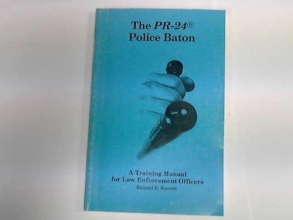 The PR-24®
Police Baton
A Training Manual
for Law Enforcement Officers